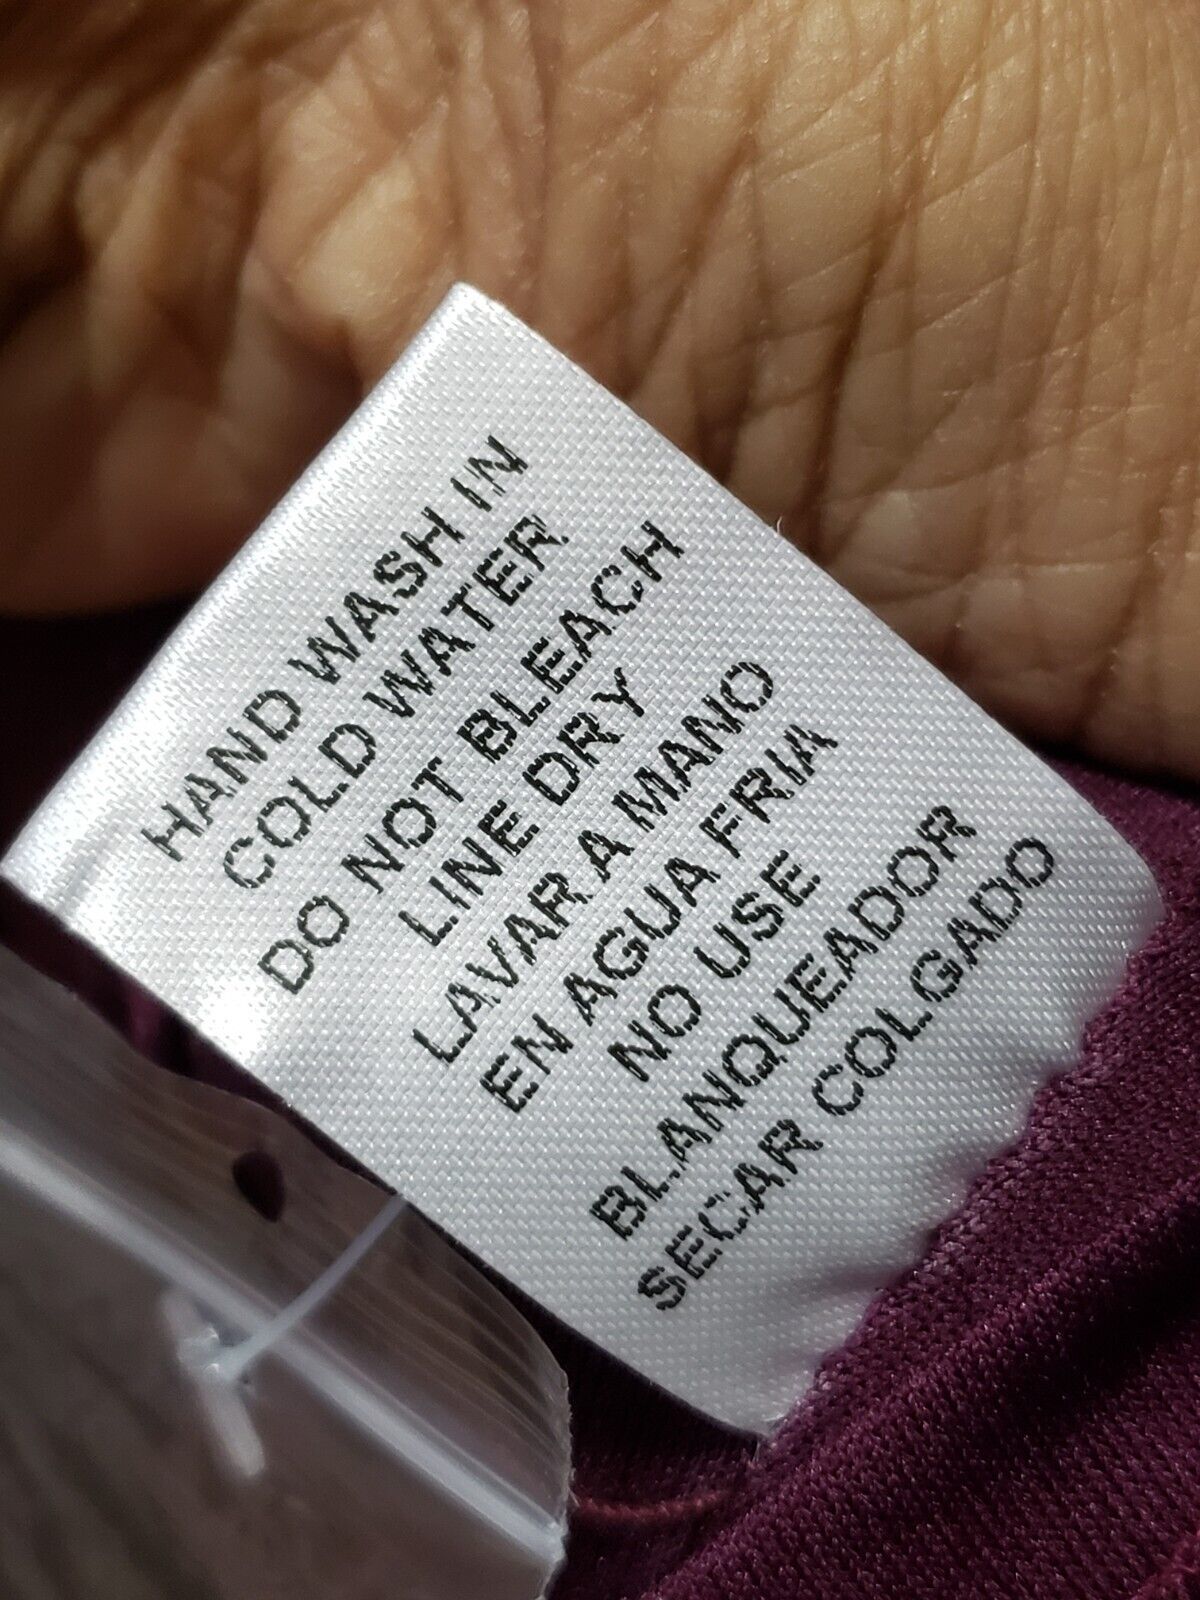 HAND WASH IN
COLD WATER
DO NOT BLEACH
LINE DRY
LAVAR A MANO
EN AGUA FRIA
NO USE
BLANQUEADOR
SECAR COLGADO